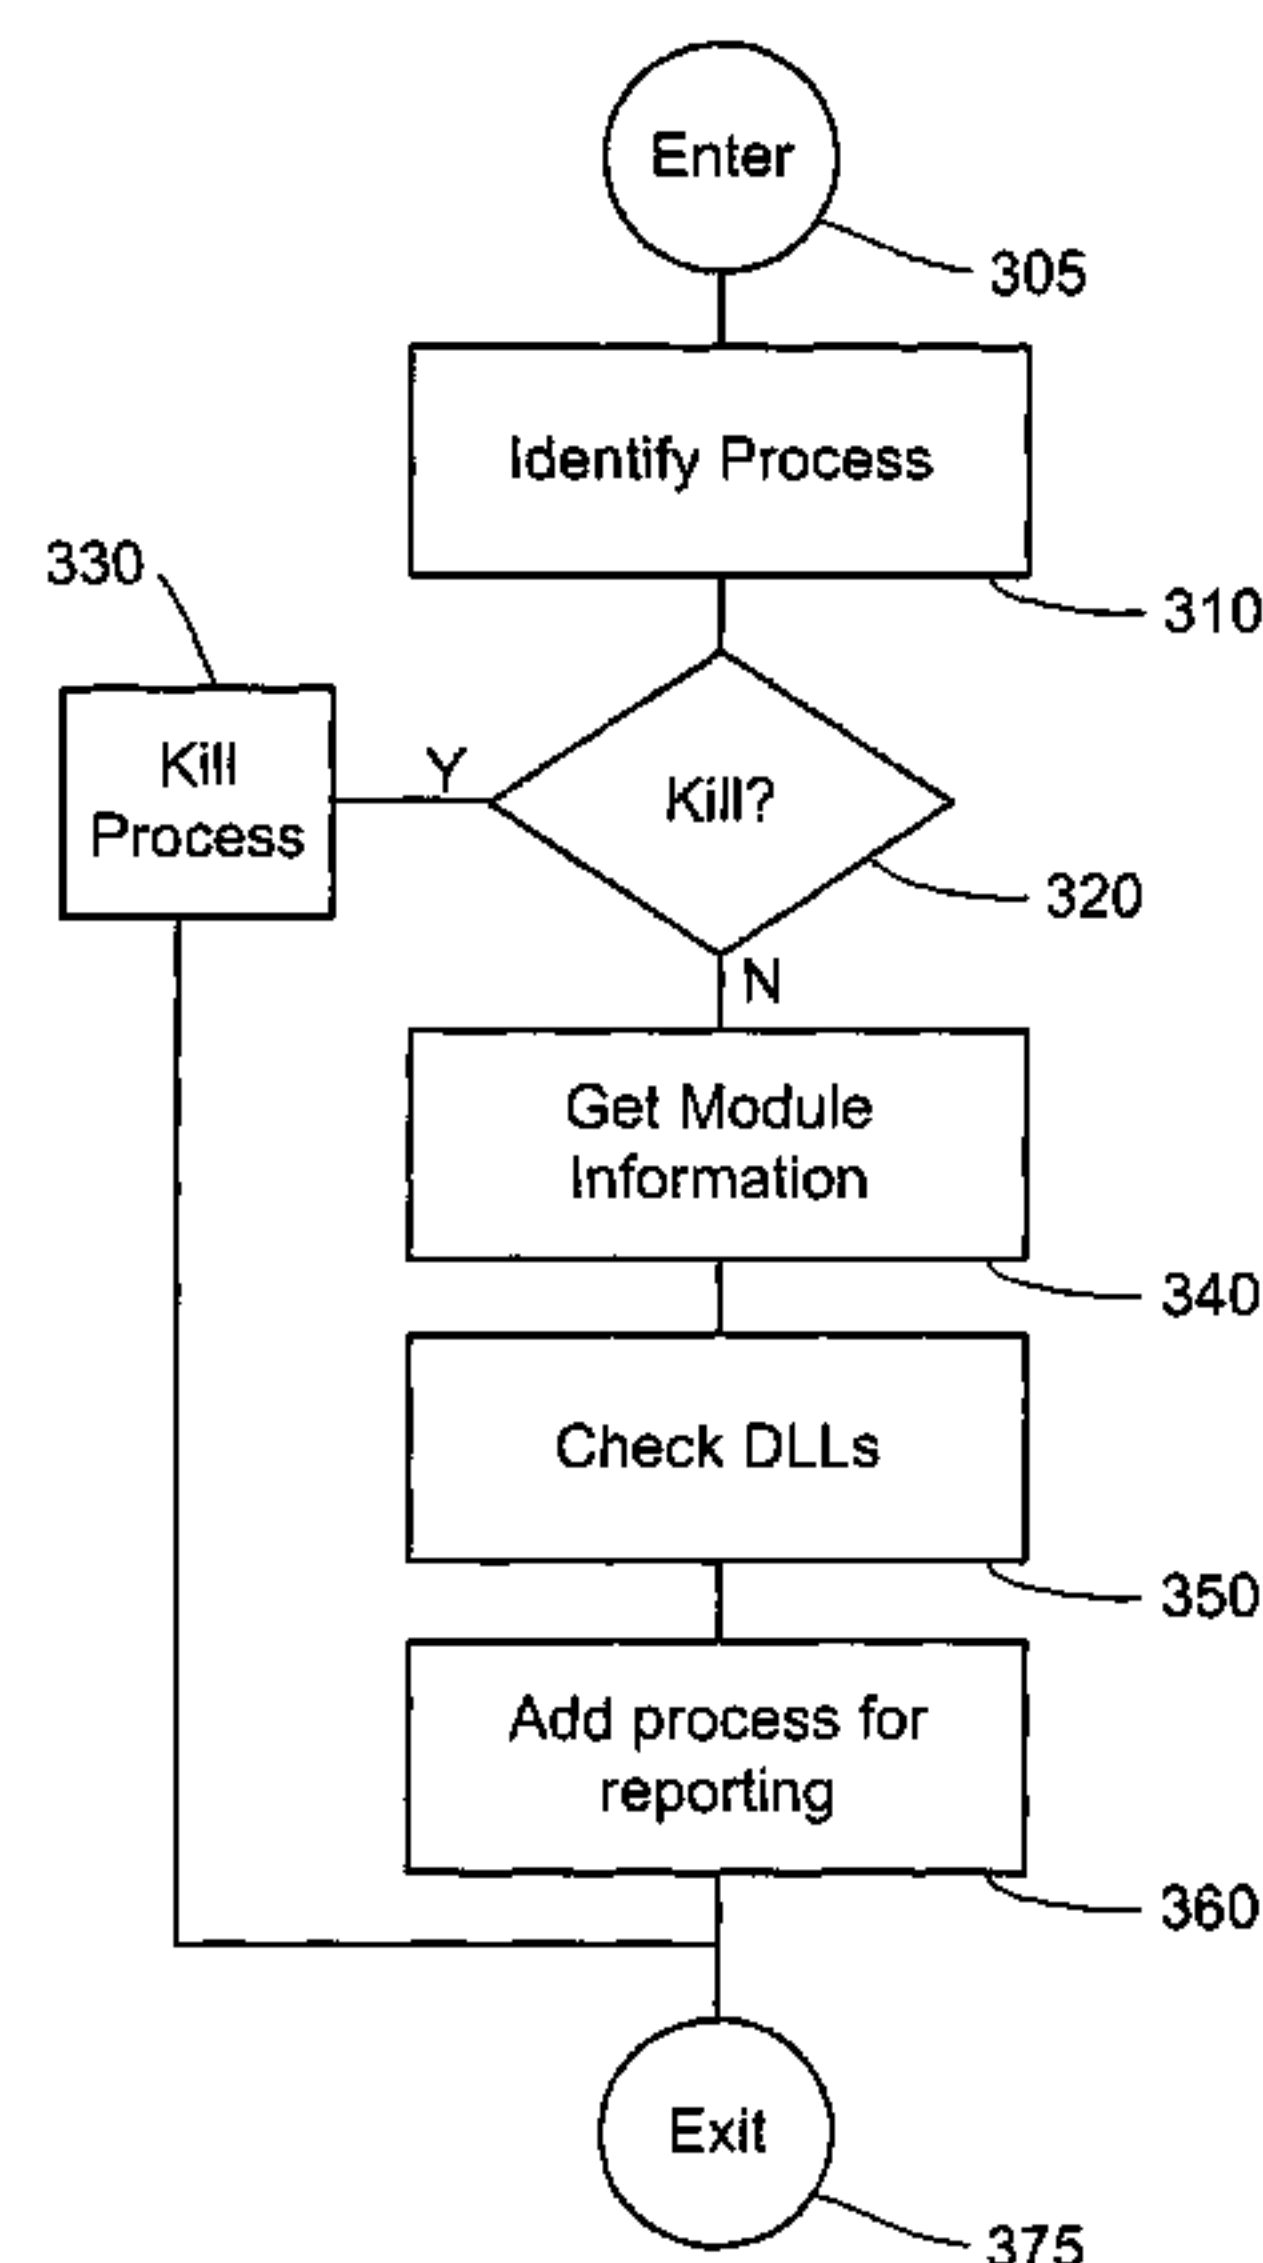 Enter
305
Identify Process
310
330
Kill
Process
Y
Kill?
320
N
Get Module
Information
340
Check DLLs
350
Add process for
reporting
360
Exit
375